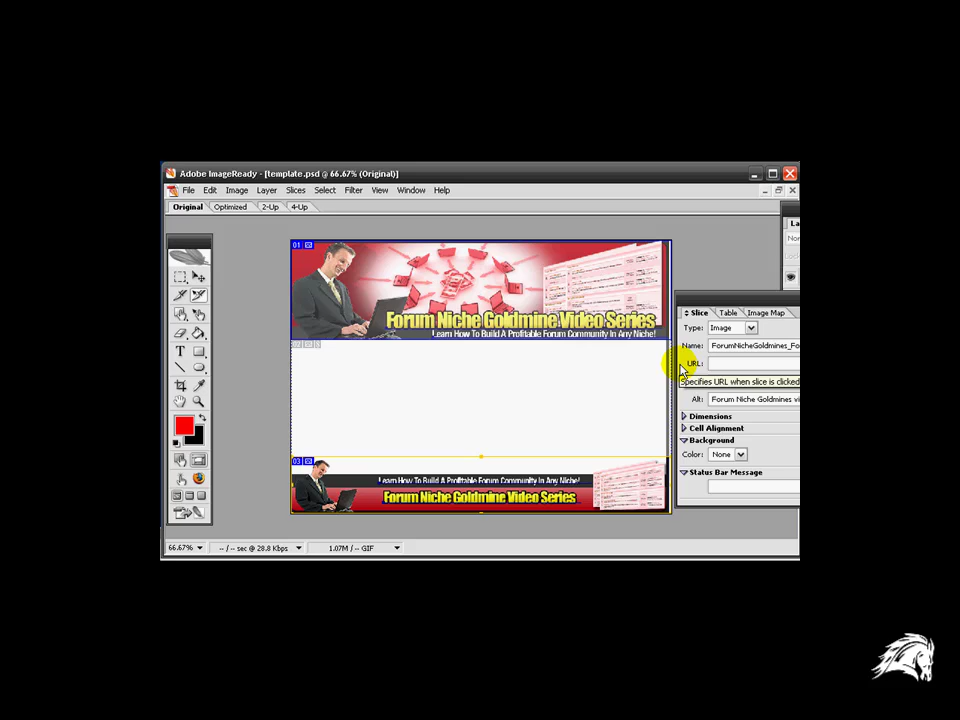 Adobe ImageReady - [template.psd @ 66.67% (Original)]
File Edit Image Layer Slices Select Filter View Window Help
Original Optimized 2-Up 4-Up
01
Forum Niche Goldmine Video Series
Learn How To Build A Profitable Forum Community In Any Niche!
03
Learn How To Build A Profitable Forum Community In Any Niche!
Forum Niche Goldmine Video Series
Slice Table Image Map
Type: Image
Name: ForumNicheGoldmines_Fo
URL:
Specifies URL when slice is clicked
Alt: Forum Niche Goldmines vi
Dimensions
Cell Alignment
Background
Color: None
Status Bar Message
66.67% -- / -- sec @ 28.8 Kbps 1.07M / -- GIF